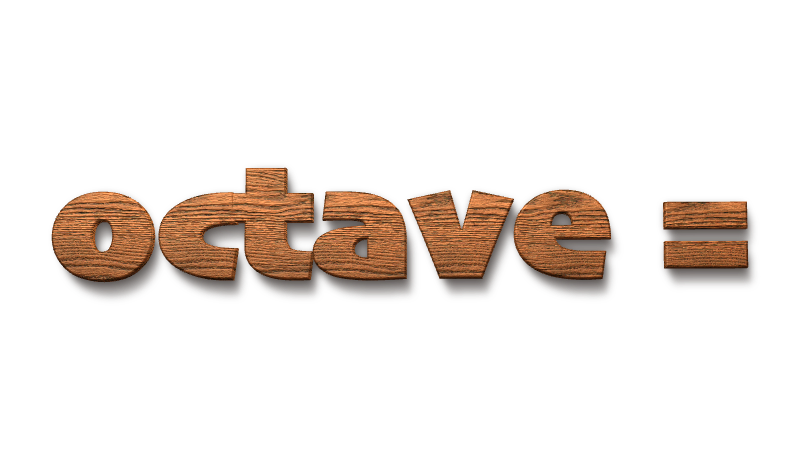 octave =